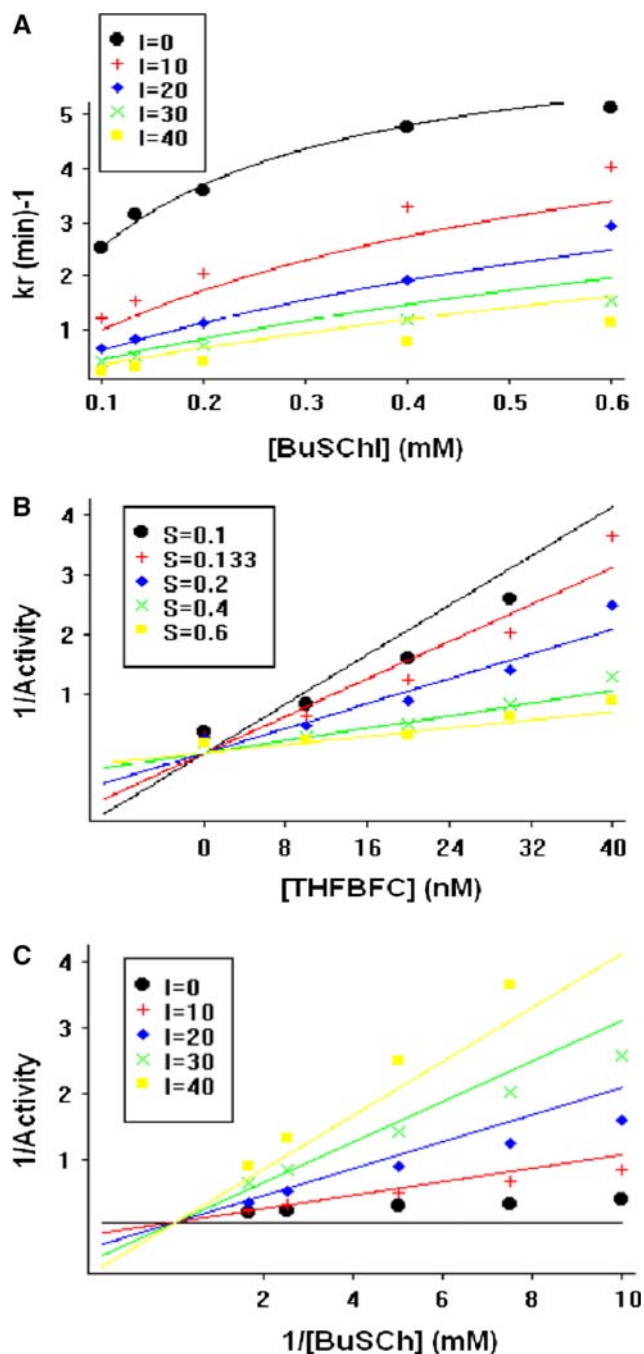 A
I=0
I=10
I=20
I=30
I=40
kr (min)-1
5
4
3
2
1
0.1 0.2 0.3 0.4 0.5 0.6
[BuSChI] (mM)
B
S=0.1
S=0.133
S=0.2
S=0.4
S=0.6
1/Activity
4
3
2
1
0 8 16 24 32 40
[THFBFC] (nM)
C
I=0
I=10
I=20
I=30
I=40
1/Activity
4
3
2
1
2 4 6 8 10
1/[BuSCh] (mM)